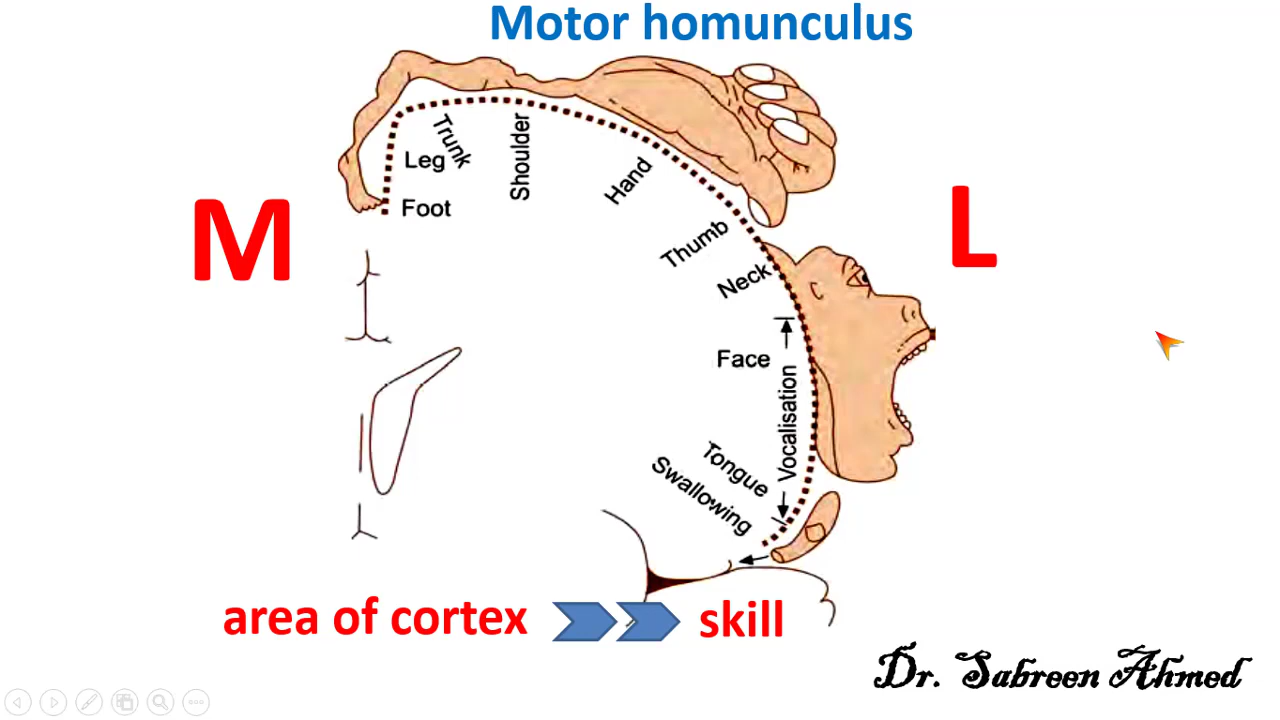 Motor homunculus
Trunk
Shoulder
Leg
Hand
Foot
M
L
Thumb
Neck
Face
Vocalisation
Tongue
Swallowing
area of cortex
skill
Dr. Sabreen Ahmed